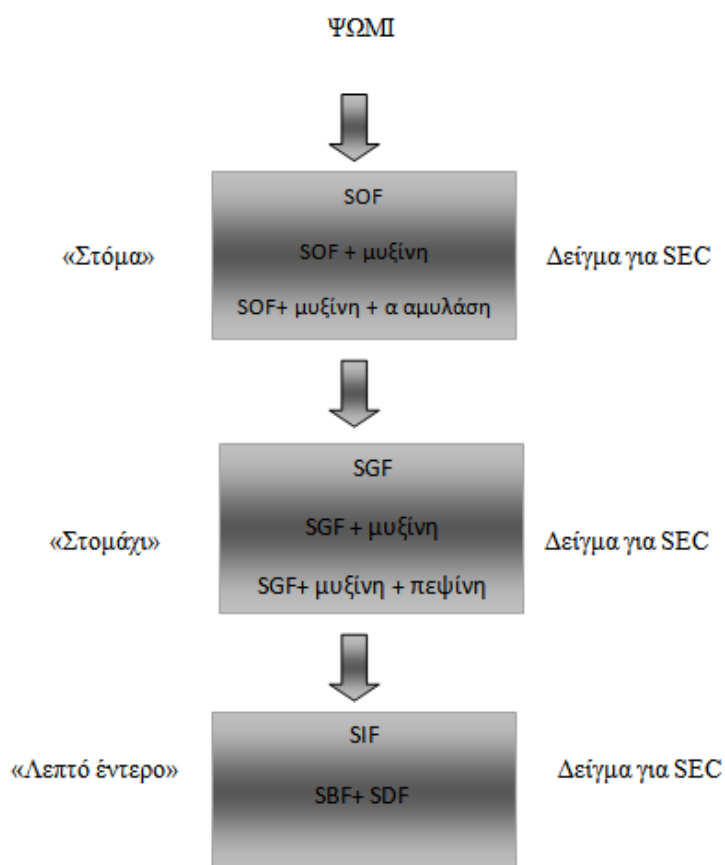 ΨΩΜΙ
SOF
«Στόμα»
SOF + μυξίνη
Δείγμα για SEC
SOF+ μυξίνη + α αμυλάση
SGF
«Στομάχι»
SGF + μυξίνη
Δείγμα για SEC
SGF+ μυξίνη + πεψίνη
SIF
«Λεπτό έντερο»
SBF+ SDF
Δείγμα για SEC